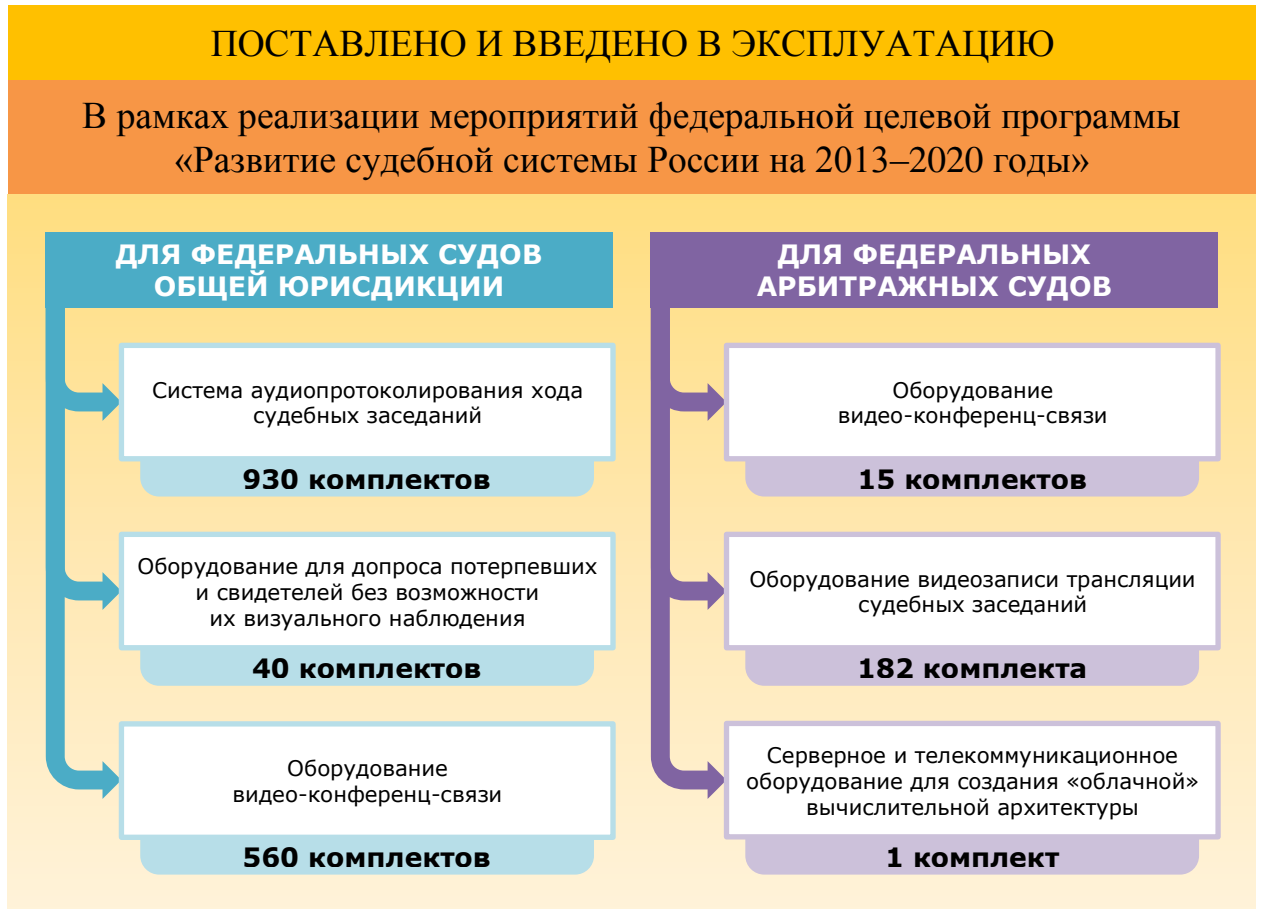 ПОСТАВЛЕНО И ВВЕДЕНО В ЭКСПЛУАТАЦИЮ
В рамках реализации мероприятий федеральной целевой программы
«Развитие судебной системы России на 2013–2020 годы»
ДЛЯ ФЕДЕРАЛЬНЫХ СУДОВ
ОБЩЕЙ ЮРИСДИКЦИИ
Система аудиопротоколирования хода
судебных заседаний
930 комплектов
Оборудование для допроса потерпевших
и свидетелей без возможности
их визуального наблюдения
40 комплектов
Оборудование
видео-конференц-связи
560 комплектов
ДЛЯ ФЕДЕРАЛЬНЫХ
АРБИТРАЖНЫХ СУДОВ
Оборудование
видео-конференц-связи
15 комплектов
Оборудование видеозаписи трансляции
судебных заседаний
182 комплекта
Серверное и телекоммуникационное
оборудование для создания «облачной»
вычислительной архитектуры
1 комплект